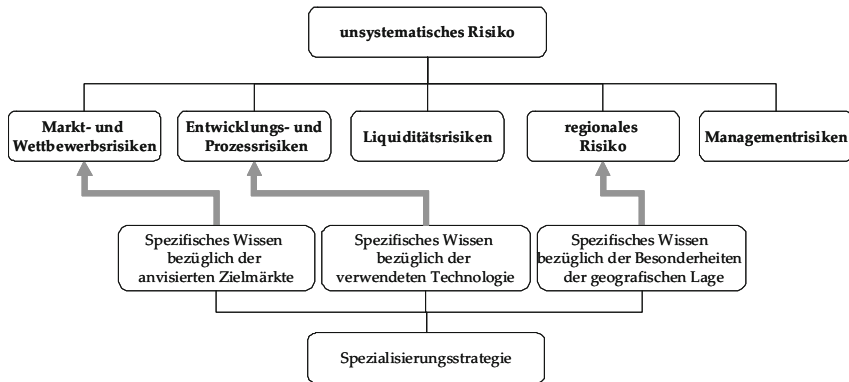 unsystematisches Risiko
Markt- und
Wettbewerbsrisiken
Entwicklungs- und
Prozessrisiken
Liquiditätsrisiken
regionales
Risiko
Managementrisiken
Spezifisches Wissen
bezüglich der
anvisierten Zielmärkte
Spezifisches Wissen
bezüglich der
verwendeten Technologie
Spezifisches Wissen
bezüglich der Besonderheiten
der geografischen Lage
Spezialisierungsstrategie